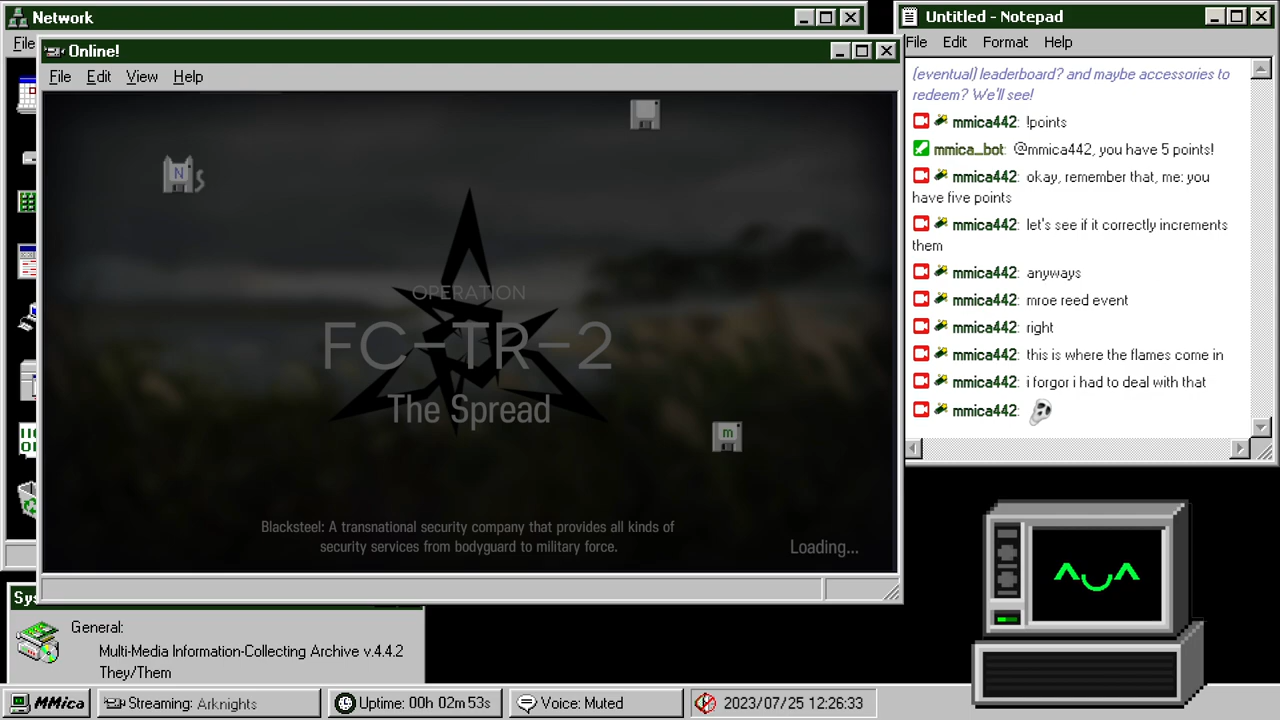 Network
File
Online!
File Edit View Help
N
OPERATION
FC-TR-2
The Spread
m
Blacksteel: A transnational security company that provides all kinds of
security services from bodyguard to military force.
Loading...
Untitled - Notepad
File Edit Format Help
(eventual) leaderboard? and maybe accessories to
redeem? We'll see!
mmica442: !points
mmica_bot: @mmica442, you have 5 points!
mmica442: okay, remember that, me: you
have five points
mmica442: let's see if it correctly increments
them
mmica442: anyways
mmica442: mroe reed event
mmica442: right
mmica442: this is where the flames come in
mmica442: i forgor i had to deal with that
mmica442:
Sys
General:
Multi-Media Information-Collecting Archive v.4.4.2
They/Them
MMica
Streaming: Arknights
Uptime: 00h 02m 53s
Voice: Muted
2023/07/25 12:26:33